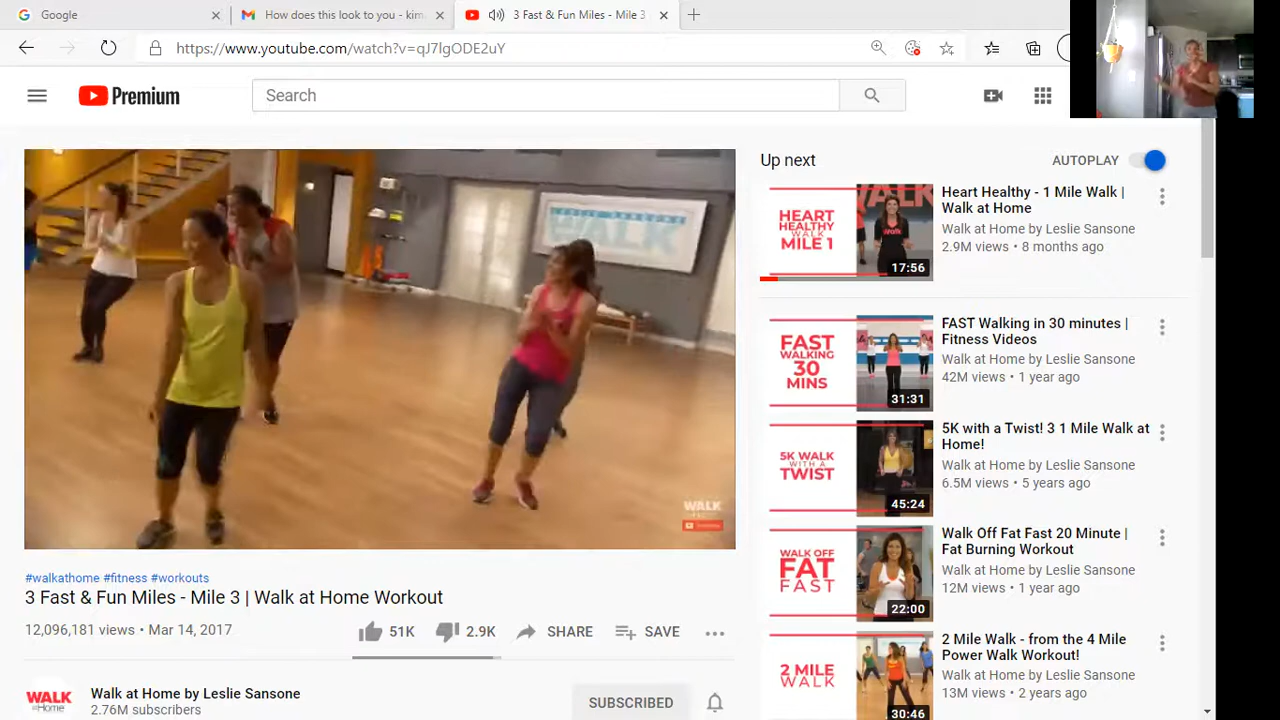 Google
How does this look to you - kim
3 Fast & Fun Miles - Mile 3
https://www.youtube.com/watch?v=qJ7IgODE2uY
Premium
Search
Up next
AUTOPLAY
Heart Healthy - 1 Mile Walk |
Walk at Home
Walk at Home by Leslie Sansone
2.9M views • 8 months ago
HEART
HEALTHY
WALK
MILE 1
17:56
FAST Walking in 30 minutes |
Fitness Videos
Walk at Home by Leslie Sansone
42M views • 1 year ago
FAST
WALKING
30
MINS
31:31
5K with a Twist! 3 1 Mile Walk at
Home!
Walk at Home by Leslie Sansone
6.5M views • 5 years ago
5K WALK
WITH A
TWIST
45:24
Walk Off Fat Fast 20 Minute |
Fat Burning Workout
Walk at Home by Leslie Sansone
12M views • 1 year ago
WALK OFF
FAT
FAST
22:00
2 Mile Walk - from the 4 Mile
Power Walk Workout!
Walk at Home by Leslie Sansone
13M views • 2 years ago
2 MILE
WALK
30:46
LESLIE SANSONE
WALK
WALK
#walkathome #fitness #workouts
3 Fast & Fun Miles - Mile 3 | Walk at Home Workout
12,096,181 views • Mar 14, 2017
51K
2.9K
SHARE
SAVE
WALK
at Home
Walk at Home by Leslie Sansone
2.76M subscribers
SUBSCRIBED